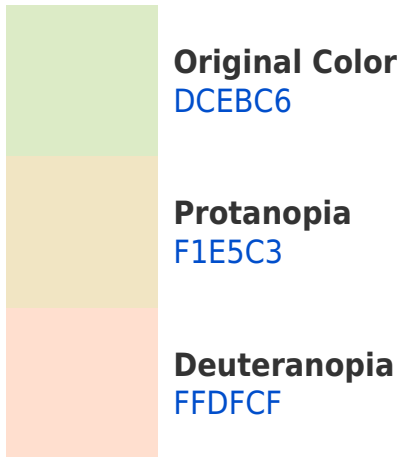 Original Color
DCEBC6
Protanopia
F1E5C3
Deuteranopia
FFDFCF